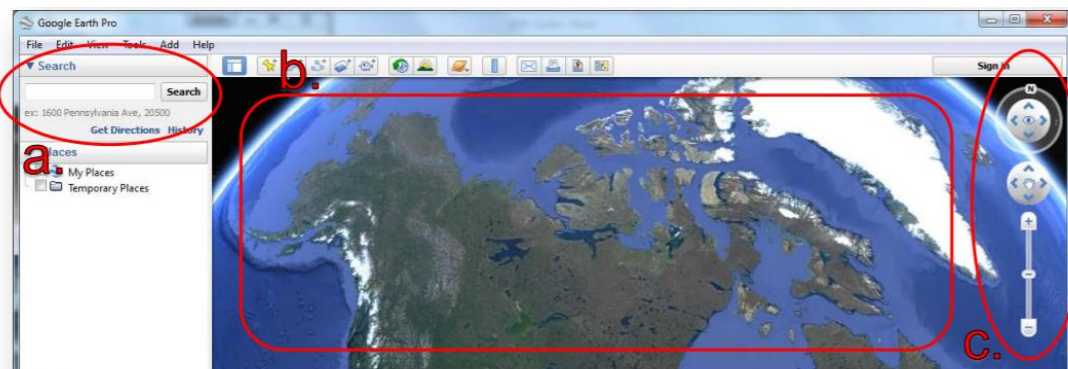 Google Earth Pro
File Edit View Tools Add Help
▼ Search
Search
ex: 1600 Pennsylvania Ave, 20500
Get Directions History
a.
My Places
Temporary Places
b.
Sign in
N
c.